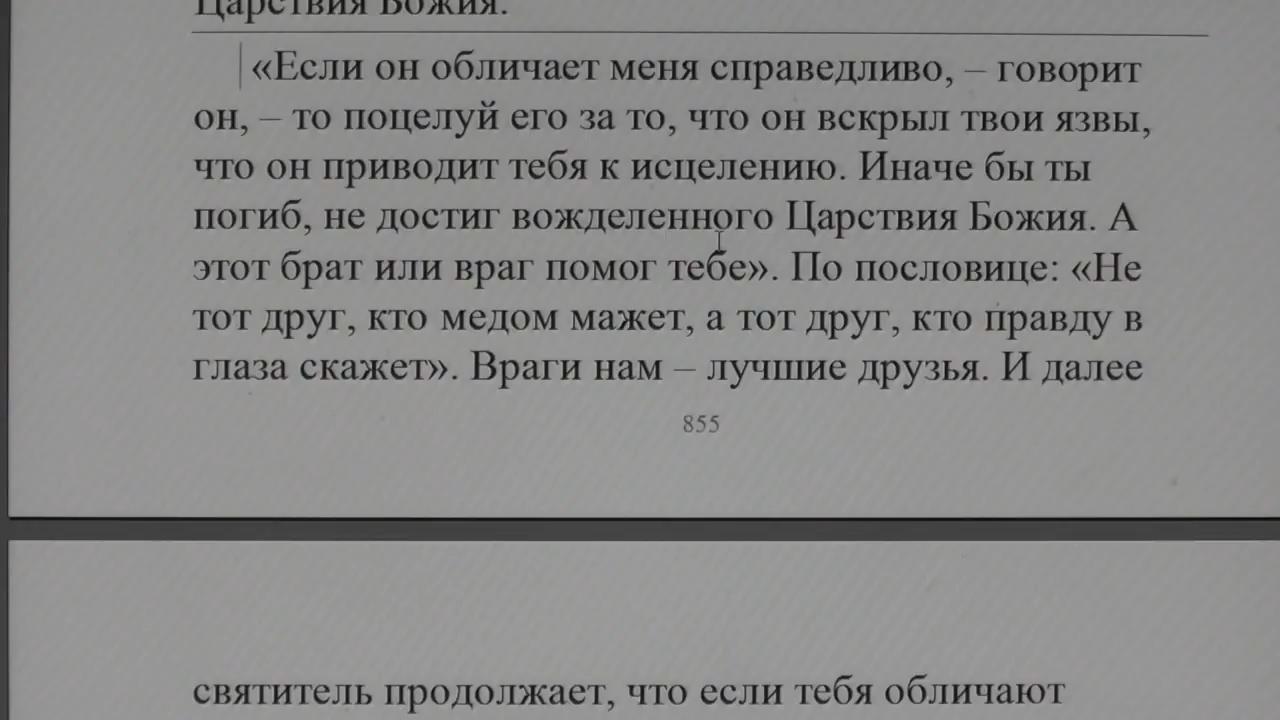 Царствия Божия.
«Если он обличает меня справедливо, – говорит
он, – то поцелуй его за то, что он вскрыл твои язвы,
что он приводит тебя к исцелению. Иначе бы ты
погиб, не достиг вожделенного Царствия Божия. А
этот брат или враг помог тебе». По пословице: «Не
тот друг, кто медом мажет, а тот друг, кто правду в
глаза скажет». Враги нам – лучшие друзья. И далее
855
святитель продолжает, что если тебя обличают